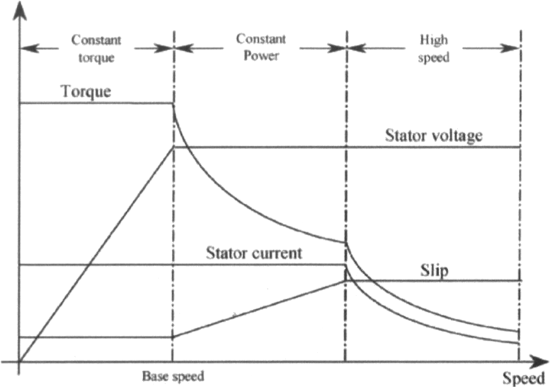 Constant
torque
Constant
Power
High
speed
Torque
Stator voltage
Stator current
Slip
Base speed
Speed